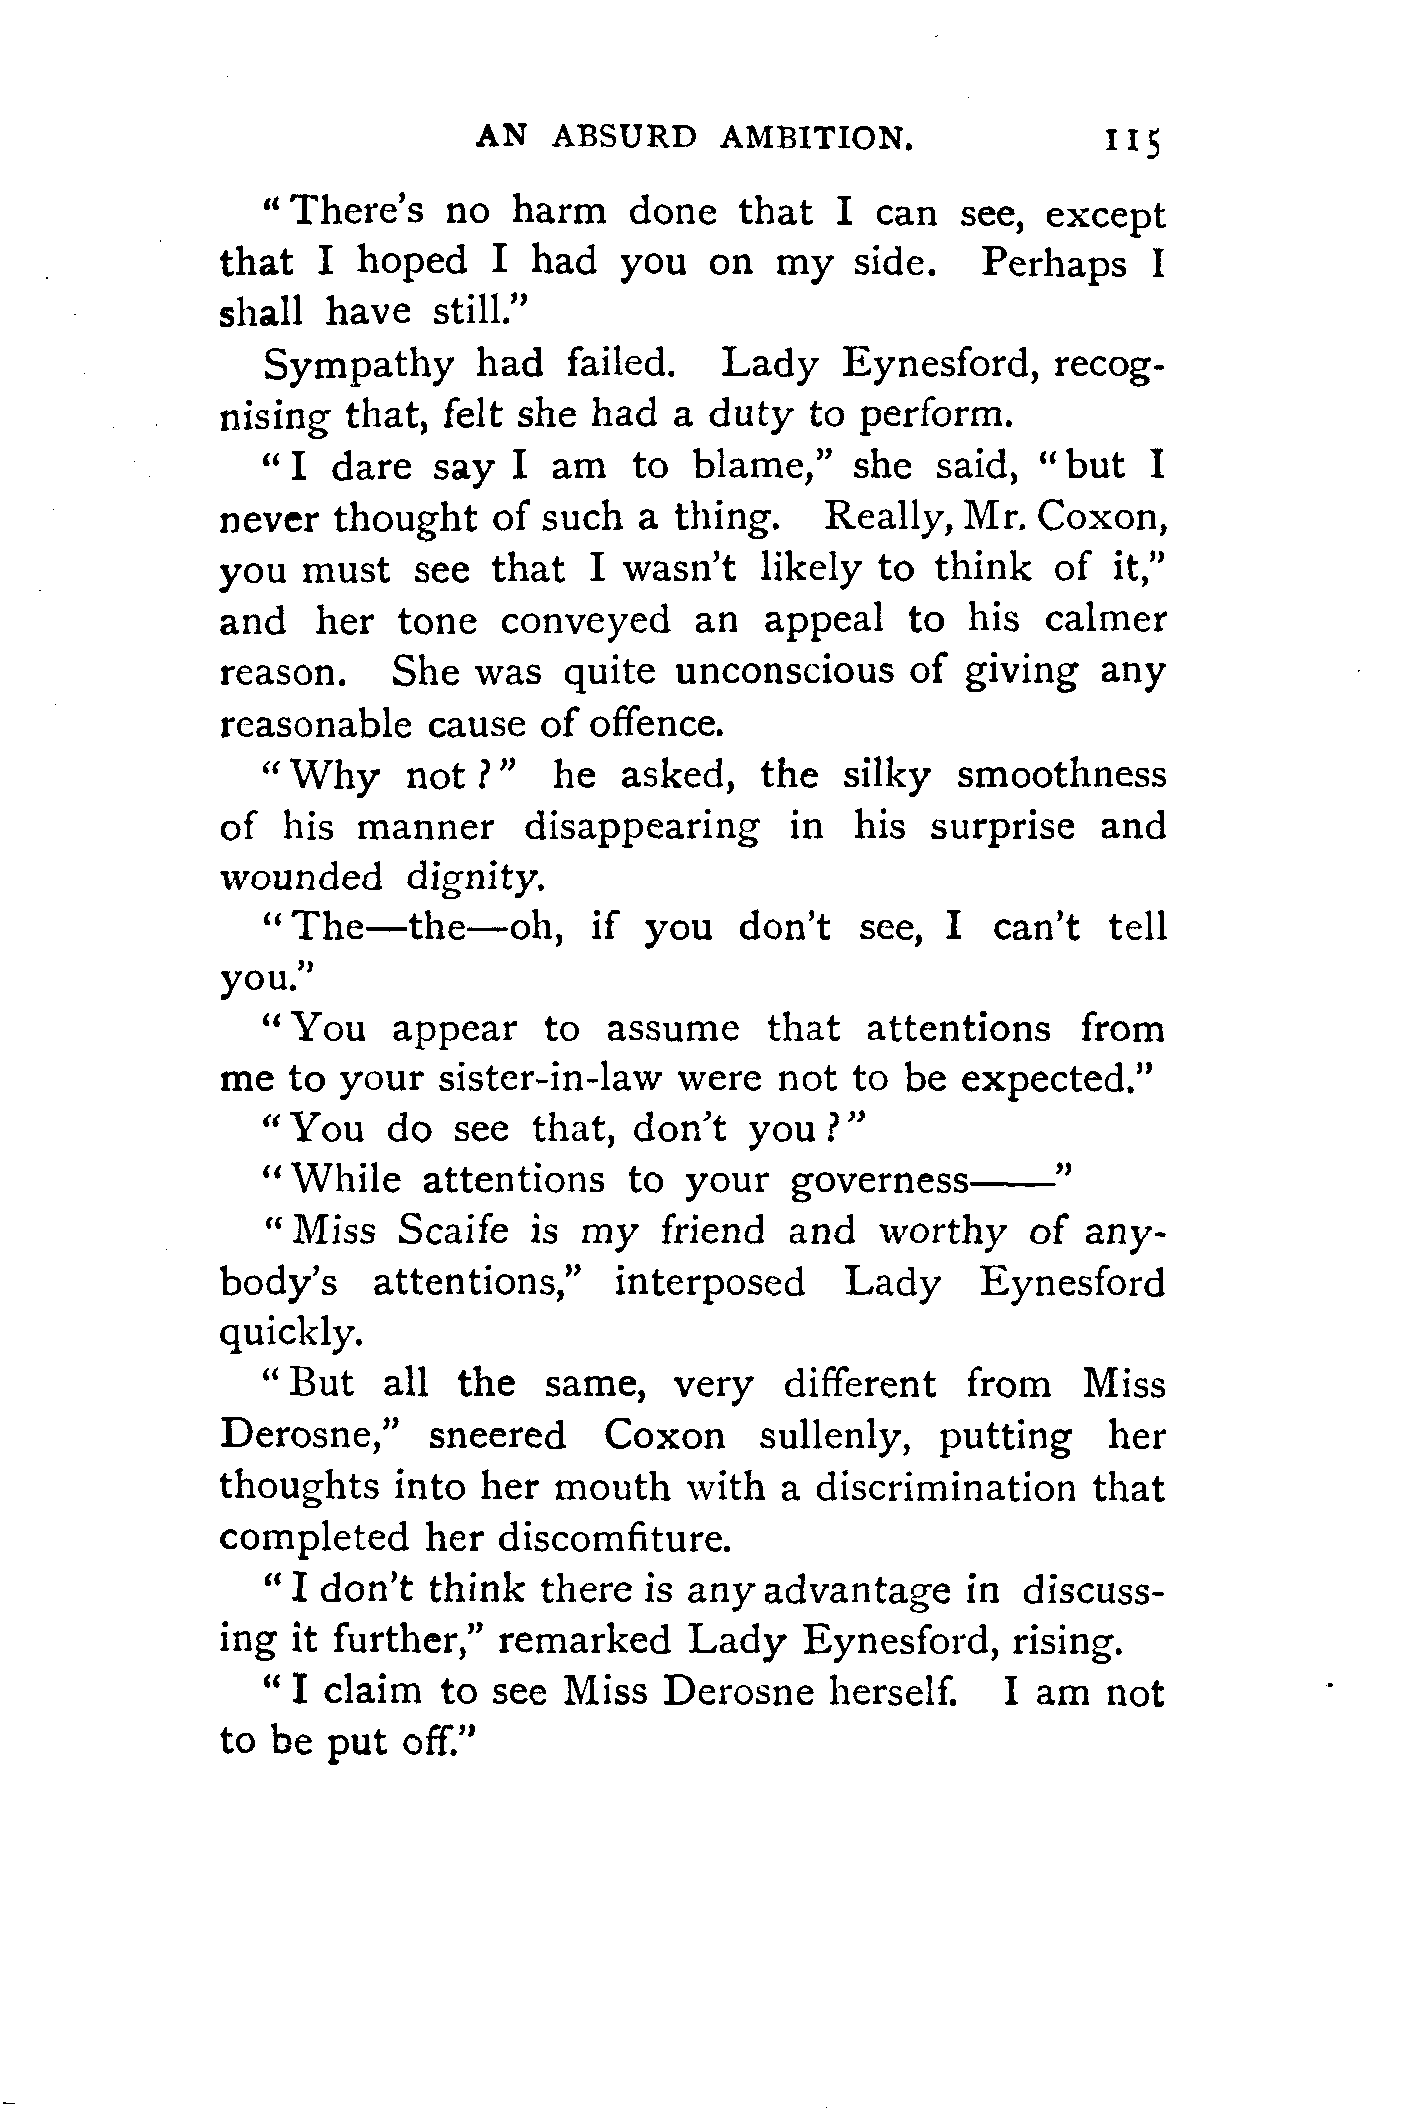 AN ABSURD AMBITION. 115
"There's no harm done that I can see, except
that I hoped I had you on my side. Perhaps I
shall have still."
Sympathy had failed. Lady Eynesford, recog-
nising that, felt she had a duty to perform.
"I dare say I am to blame," she said, "but I
never thought of such a thing. Really, Mr. Coxon,
you must see that I wasn't likely to think of it,"
and her tone conveyed an appeal to his calmer
reason. She was quite unconscious of giving any
reasonable cause of offence.
"Why not?" he asked, the silky smoothness
of his manner disappearing in his surprise and
wounded dignity.
"The—the—oh, if you don't see, I can't tell
you."
"You appear to assume that attentions from
me to your sister-in-law were not to be expected."
"You do see that, don't you?"
"While attentions to your governess——"
"Miss Scaife is my friend and worthy of any-
body's attentions," interposed Lady Eynesford
quickly.
"But all the same, very different from Miss
Derosne," sneered Coxon sullenly, putting her
thoughts into her mouth with a discrimination that
completed her discomfiture.
"I don't think there is any advantage in discuss-
ing it further," remarked Lady Eynesford, rising.
"I claim to see Miss Derosne herself. I am not
to be put off."